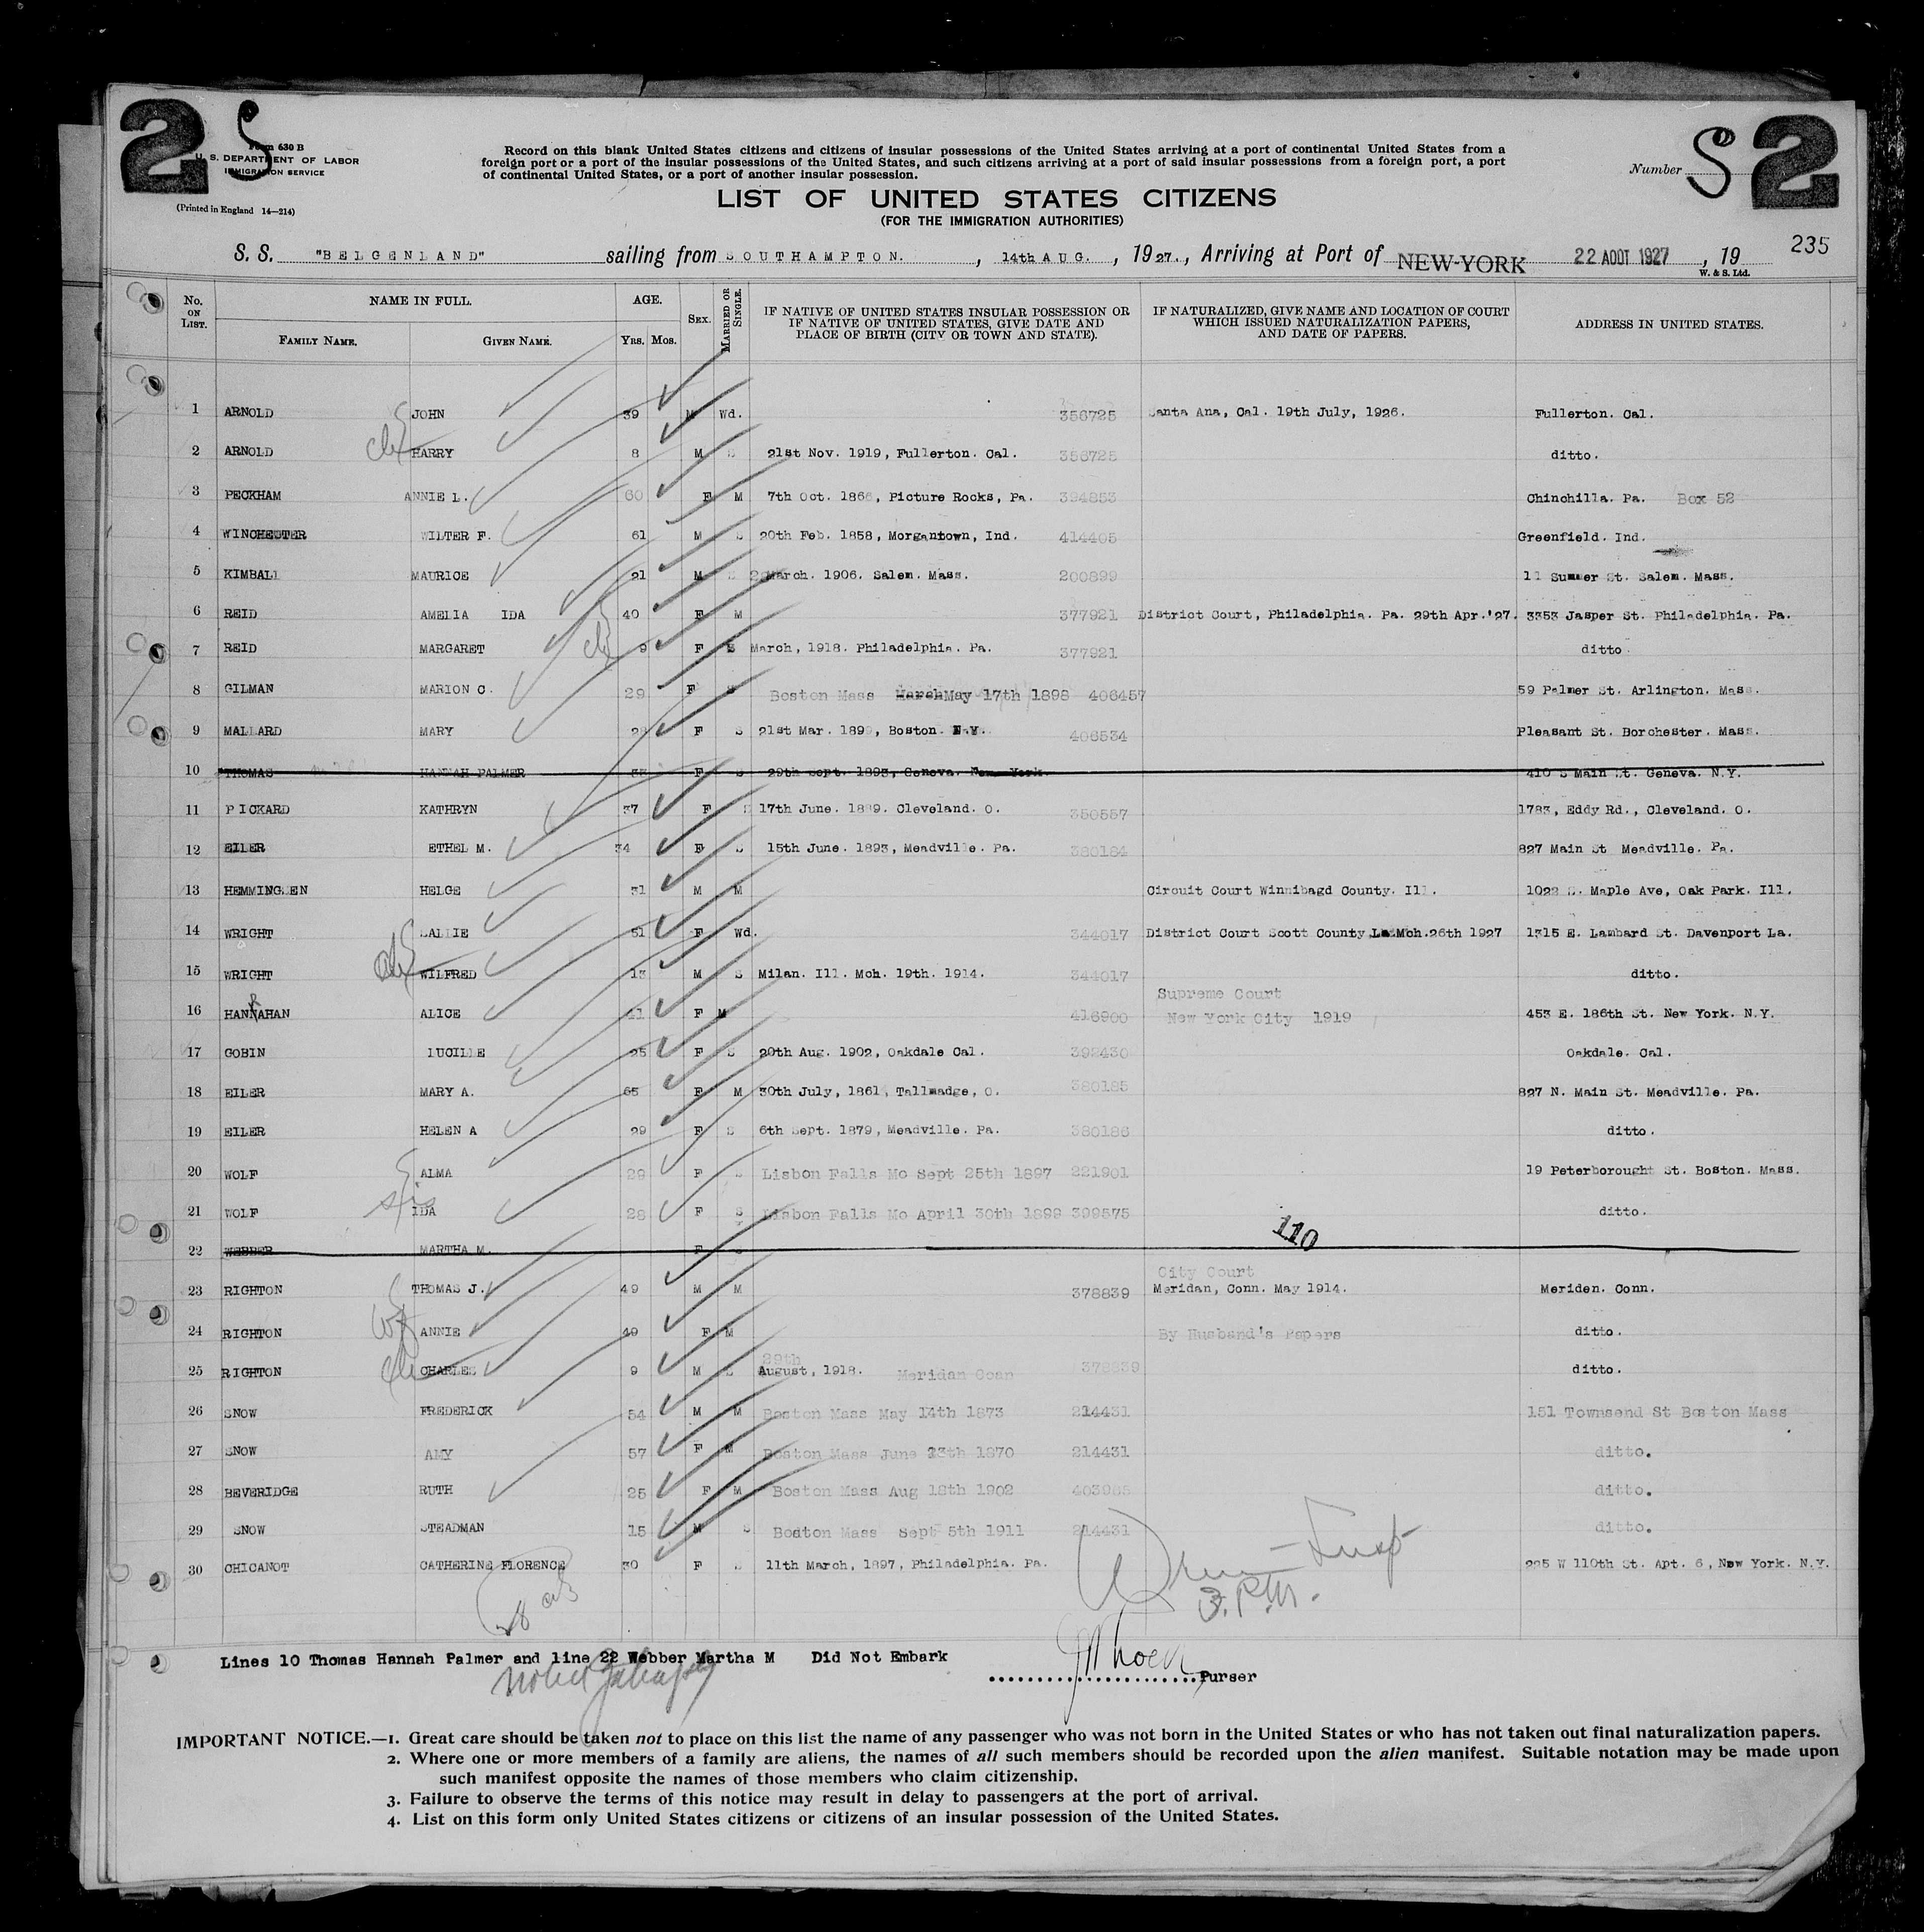 2 S
S 2
Form 630 B
U. S. DEPARTMENT OF LABOR
IMMIGRATION SERVICE
(Printed in England 14—214)
Record on this blank United States citizens and citizens of insular possessions of the United States arriving at a port of continental United States from a
foreign port or a port of the insular possessions of the United States, and such citizens arriving at a port of said insular possessions from a foreign port, a port
of continental United States, or a port of another insular possession.
Number
LIST OF UNITED STATES CITIZENS
(FOR THE IMMIGRATION AUTHORITIES)
S. S. "BELGENLAND" sailing from SOUTHAMPTON. , 14th AUG. , 1927., Arriving at Port of NEW-YORK 22 AOUT 1927 , 19 235
W. & S. Ltd.
No. ON LIST. NAME IN FULL. FAMILY NAME. GIVEN NAME. AGE. YRS. MOS. SEX. MARRIED OR SINGLE. IF NATIVE OF UNITED STATES INSULAR POSSESSION OR IF NATIVE OF UNITED STATES, GIVE DATE AND PLACE OF BIRTH (CITY OR TOWN AND STATE). IF NATURALIZED, GIVE NAME AND LOCATION OF COURT WHICH ISSUED NATURALIZATION PAPERS, AND DATE OF PAPERS. ADDRESS IN UNITED STATES.
1 ARNOLD JOHN 39 M Wd. 356725 Santa Ana, Cal. 19th July, 1926. Fullerton. Cal.
2 ARNOLD HARRY 8 M S 21st Nov. 1919, Fullerton. Cal. 356725 ditto.
3 PECKHAM ANNIE L. 60 F M 7th Oct. 1866, Picture Rocks, Pa. 394853 Chinchilla. Pa. Box 52
4 WINCHESTER WILTER F. 61 M S 20th Feb. 1858, Morgantown, Ind. 414405 Greenfield. Ind.
5 KIMBALL MAURICE 21 M S March. 1906. Salem. Mass. 200899 11 Summer St. Salem. Mass.
6 REID AMELIA IDA 40 F M 377921 District Court, Philadelphia. Pa. 29th Apr.'27. 3353 Jasper St. Philadelphia. Pa.
7 REID MARGARET 9 F S March, 1918. Philadelphia. Pa. 377921 ditto
8 GILMAN MARION C. 29 F S Boston Mass March May 17th 1898 406457 59 Palmer St. Arlington. Mass.
9 MALLARD MARY 28 F S 21st Mar. 1899, Boston N.Y. 406534 Pleasant St. Borchester. Mass.
10 THOMAS HANNAH PALMER 33 F S 29th Sept. 1893, Geneva. New York. 410 S Main St. Geneva. N.Y.
11 PICKARD KATHRYN 37 F S 17th June. 1889. Cleveland. O. 350557 1783, Eddy Rd., Cleveland. O.
12 EILER ETHEL M. 34 F S 15th June. 1893, Meadville. Pa. 380184 827 Main St Meadville. Pa.
13 HEMMINGSEN HELGE 31 M M Circuit Court Winnibagd County. Ill. 1022 S. Maple Ave, Oak Park. Ill.
14 WRIGHT SALLIE 51 F Wd. 344017 District Court Scott County Mch.26th 1927 1315 E. Lambard St. Davenport La.
15 WRIGHT WILFRED 13 M S Milan. Ill. Mch. 19th. 1914. 344017 ditto.
Supreme Court
16 HANRAHAN ALICE 41 F M 416900 New York City 1919 453 E. 186th St. New York. N.Y.
17 GOBIN LUCILLE 25 F S 20th Aug. 1902, Oakdale Cal. 392430 Oakdale. Cal.
18 EILER MARY A. 65 F M 30th July, 1861, Tallmadge, O. 380185 827 N. Main St. Meadville. Pa.
19 EILER HELEN A 29 F S 6th Sept. 1879, Meadville. Pa. 380186 ditto.
20 WOLF ALMA 29 F S Lisbon Falls Mo Sept 25th 1897 221901 19 Peterborought St. Boston. Mass.
21 WOLF IDA 28 F S Lisbon Falls Mo April 30th 1899 399575 ditto.
110
22 WEBBER MARTHA M. F
City Court
23 RIGHTON THOMAS J. 49 M M 378839 Meridan, Conn. May 1914. Meriden. Conn.
24 RIGHTON ANNIE 49 F M By Husband's Papers ditto.
29th
25 RIGHTON CHARLES 9 M S August, 1918. Meridan Coan 378839 ditto.
26 SNOW FREDERICK 54 M M Boston Mass May 14th 1873 214431 151 Townsend St Boston Mass
27 SNOW AMY 57 F M Boston Mass June 23th 1870 214431 ditto.
28 BEVERIDGE RUTH 25 F M Boston Mass Aug 18th 1902 403965 ditto.
29 SNOW STEADMAN 15 M S Bodton Mass Sept 5th 1911 214431 ditto.
30 CHICANOT CATHERINE FLORENCE 30 F S 11th March, 1897, Philadelphia. Pa. 225 W 110th St. Apt. 6, New York. N.Y.
Lines 10 Thomas Hannah Palmer and line 22 Webber Martha M Did Not Embark
Purser
IMPORTANT NOTICE.—1. Great care should be taken not to place on this list the name of any passenger who was not born in the United States or who has not taken out final naturalization papers.
2. Where one or more members of a family are aliens, the names of all such members should be recorded upon the alien manifest. Suitable notation may be made upon
such manifest opposite the names of those members who claim citizenship.
3. Failure to observe the terms of this notice may result in delay to passengers at the port of arrival.
4. List on this form only United States citizens or citizens of an insular possession of the United States.